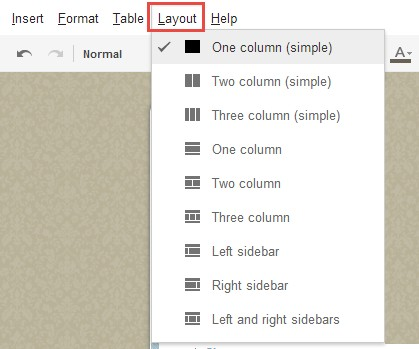 Insert Format Table Layout Help
Normal
A
One column (simple)
Two column (simple)
Three column (simple)
One column
Two column
Three column
Left sidebar
Right sidebar
Left and right sidebars